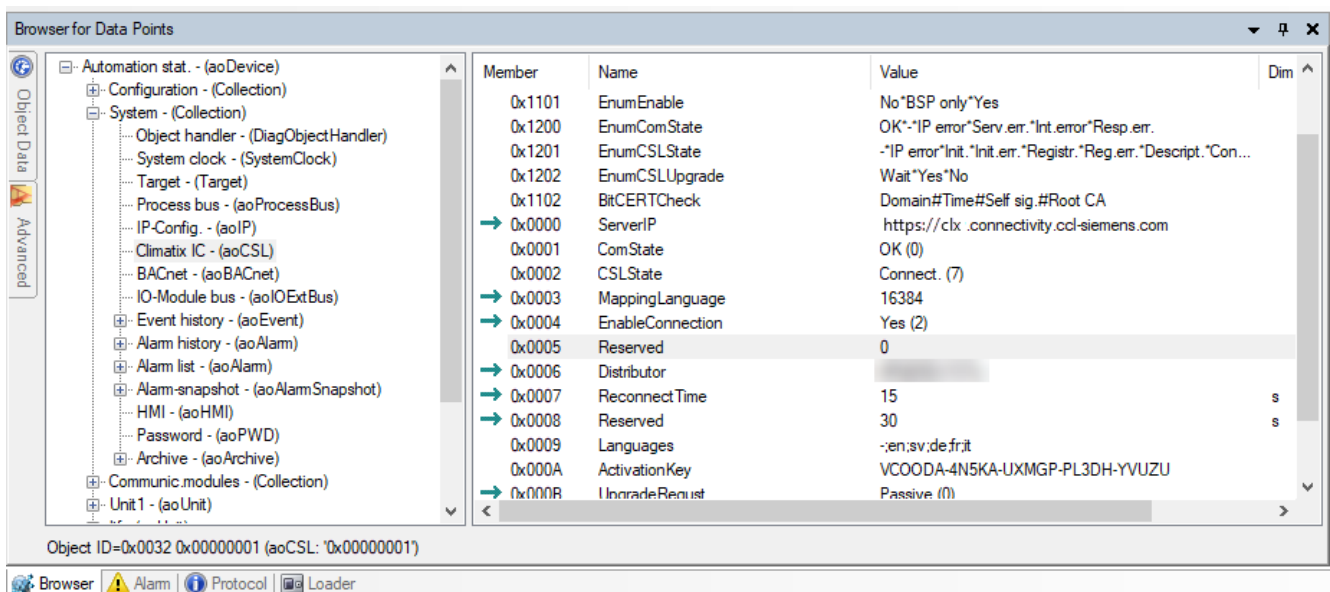 Browser for Data Points
Object Data
Advanced
Automation stat. - (aoDevice)
Configuration - (Collection)
System - (Collection)
Object handler - (DiagObjectHandler)
System clock - (SystemClock)
Target - (Target)
Process bus - (aoProcessBus)
IP-Config. - (aoIP)
Climatix IC - (aoCSL)
BACnet - (aoBACnet)
IO-Module bus - (aoIOExtBus)
Event history - (aoEvent)
Alarm history - (aoAlarm)
Alarm list - (aoAlarm)
Alarm-snapshot - (aoAlarmSnapshot)
HMI - (aoHMI)
Password - (aoPWD)
Archive - (aoArchive)
Communic.modules - (Collection)
Unit1 - (aoUnit)
Member Name Value Dim
0x1101 EnumEnable No*BSP only*Yes
0x1200 EnumComState OK*-*IP error*Serv.err.*Int.error*Resp.err.
0x1201 EnumCSLState -*IP error*Init.*Init.err.*Registr.*Reg.err.*Descript.*Con...
0x1202 EnumCSLUpgrade Wait*Yes*No
0x1102 BitCERTCheck Domain#Time#Self sig.#Root CA
0x0000 ServerIP https://clx .connectivity.ccl-siemens.com
0x0001 ComState OK (0)
0x0002 CSLState Connect. (7)
0x0003 MappingLanguage 16384
0x0004 EnableConnection Yes (2)
0x0005 Reserved 0
0x0006 Distributor
0x0007 ReconnectTime 15 s
0x0008 Reserved 30 s
0x0009 Languages -;en;sv;de;fr;it
0x000A ActivationKey VCOODA-4N5KA-UXMGP-PL3DH-YVUZU
0x000B UpgradeRequst Passive (0)
Object ID=0x0032 0x00000001 (aoCSL: '0x00000001')
Browser Alarm Protocol Loader